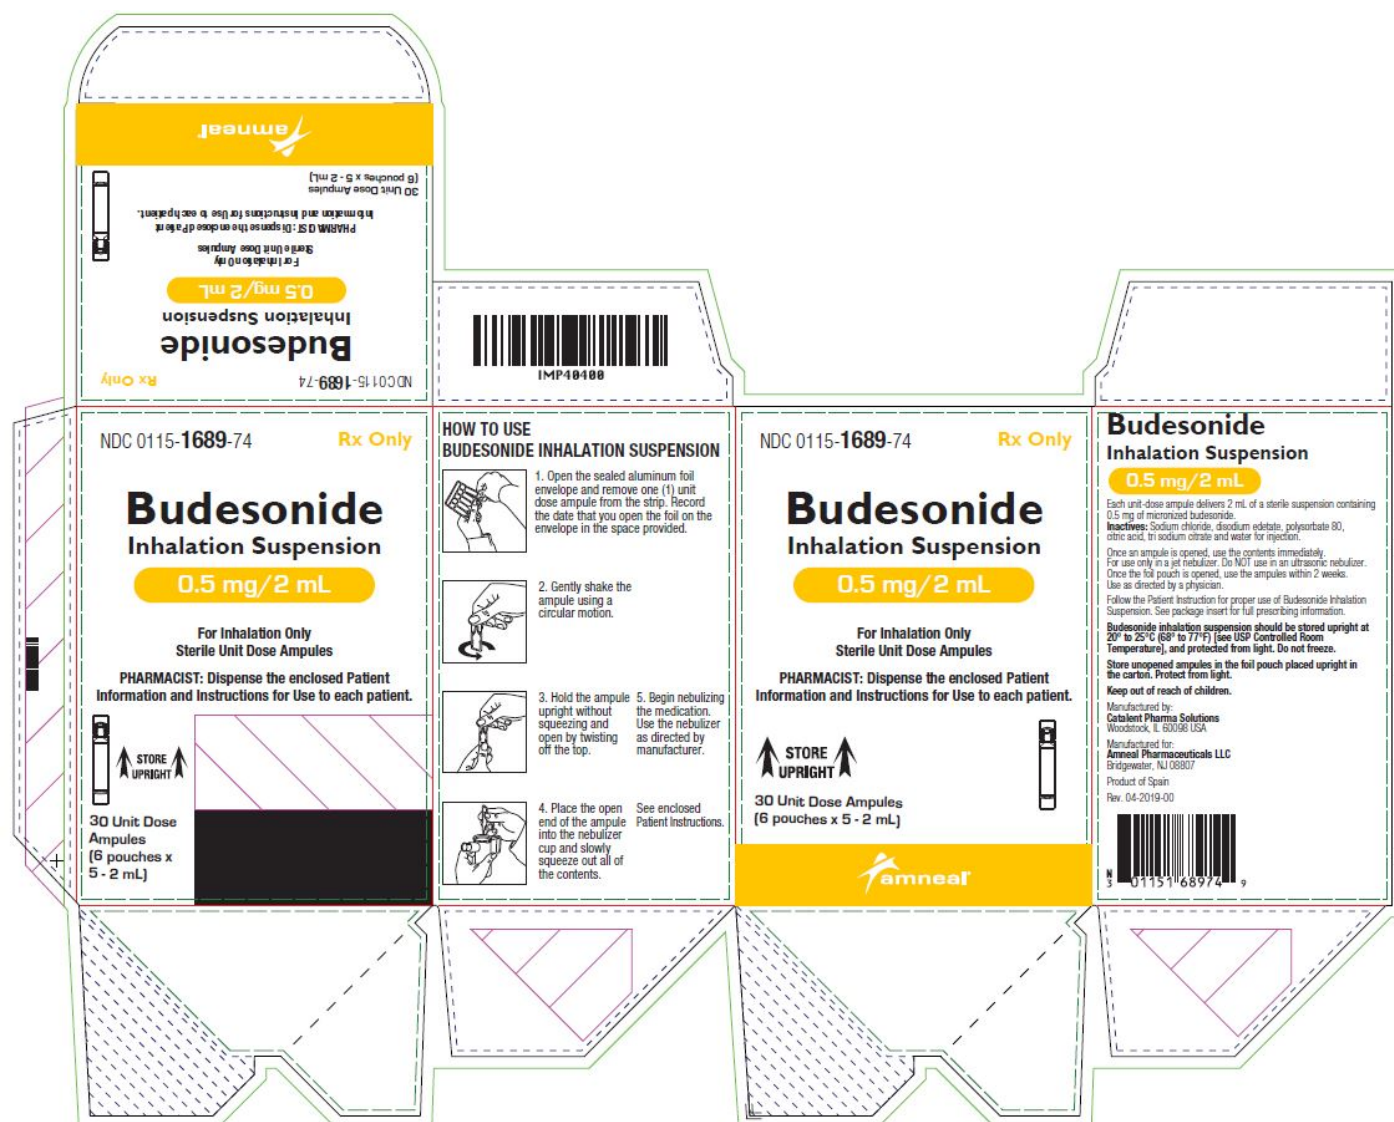 amneal
30 Unit Dose Ampules
(6 pouches x 5 - 2 mL)
PHARMACIST: Dispense the enclosed Patient
Information and Instructions for Use to each patient.
For Inhalation Only
Sterile Unit Dose Ampules
0.5 mg/2 mL
Inhalation Suspension
Budesonide
NDC 0115-1689-74
Rx Only
IMP40400
NDC 0115-1689-74
Rx Only
Budesonide
Inhalation Suspension
0.5 mg/2 mL
For Inhalation Only
Sterile Unit Dose Ampules
PHARMACIST: Dispense the enclosed Patient
Information and Instructions for Use to each patient.
STORE
UPRIGHT
30 Unit Dose
Ampules
(6 pouches x
5 - 2 mL)
HOW TO USE
BUDESONIDE INHALATION SUSPENSION
1. Open the sealed aluminum foil
envelope and remove one (1) unit
dose ampule from the strip. Record
the date that you open the foil on the
envelope in the space provided.
2. Gently shake the
ampule using a
circular motion.
3. Hold the ampule
upright without
squeezing and
open by twisting
off the top.
4. Place the open
end of the ampule
into the nebulizer
cup and slowly
squeeze out all of
the contents.
5. Begin nebulizing
the medication.
Use the nebulizer
as directed by
manufacturer.
See enclosed
Patient Instructions.
NDC 0115-1689-74
Rx Only
Budesonide
Inhalation Suspension
0.5 mg/2 mL
For Inhalation Only
Sterile Unit Dose Ampules
PHARMACIST: Dispense the enclosed Patient
Information and Instructions for Use to each patient.
STORE
UPRIGHT
30 Unit Dose Ampules
(6 pouches x 5 - 2 mL)
amneal
Budesonide
Inhalation Suspension
0.5 mg/2 mL
Each unit-dose ampule delivers 2 mL of a sterile suspension containing
0.5 mg of micronized budesonide.
Inactives: Sodium chloride, disodium edetate, polysorbate 80,
citric acid, tri sodium citrate and water for injection.
Once an ampule is opened, use the contents immediately.
For use only in a jet nebulizer. Do NOT use in an ultrasonic nebulizer.
Once the foil pouch is opened, use the ampules within 2 weeks.
Use as directed by a physician.
Follow the Patient Instruction for proper use of Budesonide Inhalation
Suspension. See package insert for full prescribing information.
Budesonide inhalation suspension should be stored upright at
20° to 25°C (68° to 77°F) [see USP Controlled Room
Temperature], and protected from light. Do not freeze.
Store unopened ampules in the foil pouch placed upright in
the carton. Protect from light.
Keep out of reach of children.
Manufactured by:
Catalent Pharma Solutions
Woodstock, IL 60098 USA
Manufactured for:
Amneal Pharmaceuticals LLC
Bridgewater, NJ 08807
Product of Spain
Rev. 04-2019-00
N
3 01151 68974 9